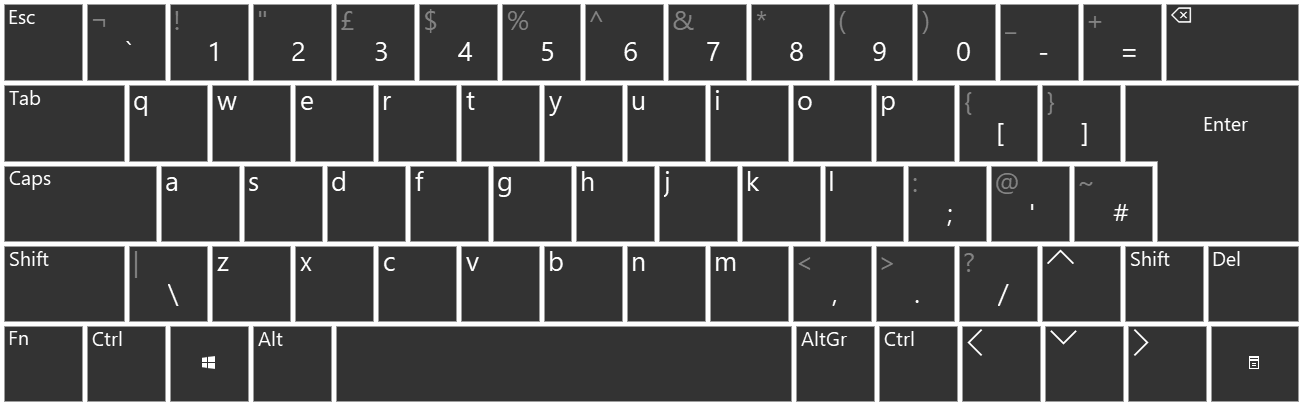 Esc ¬ ` ! 1 " 2 £ 3 $ 4 % 5 ^ 6 & 7 * 8 ( 9 ) 0 _ - + =
Tab q w e r t y u i o p { [ } ] Enter
Caps a s d f g h j k l : ; @ ' ~ #
Shift | \ z x c v b n m < , > . ? / Shift Del
Fn Ctrl Alt AltGr Ctrl